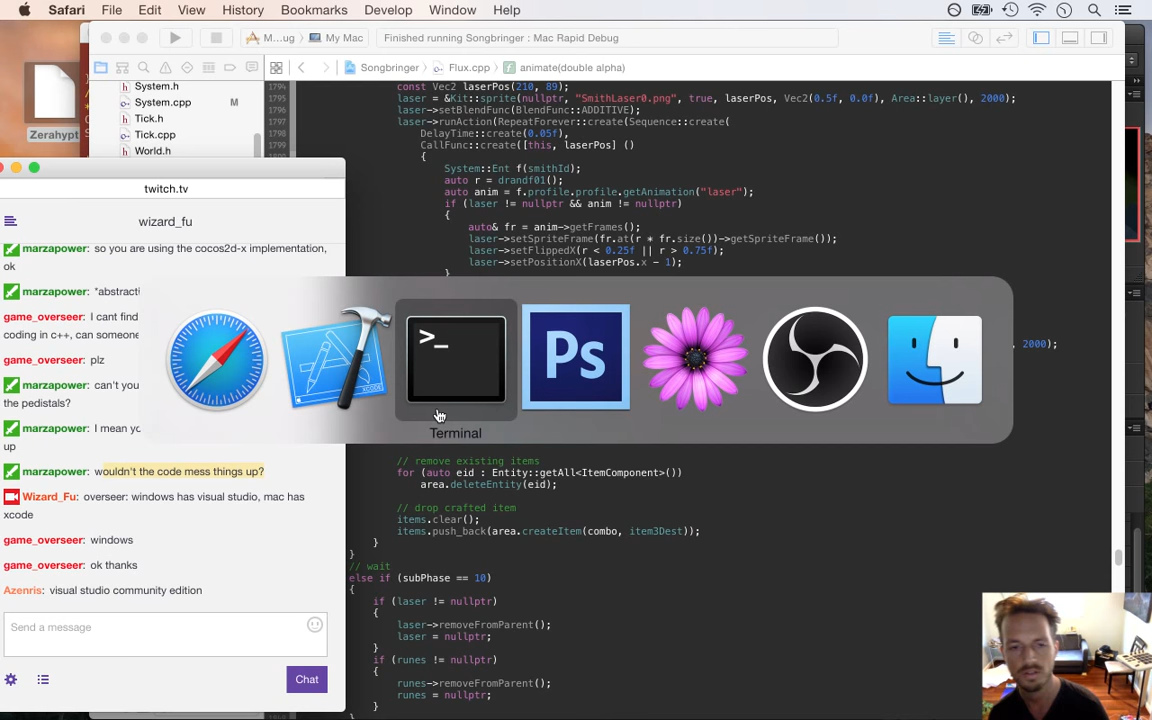 Safari File Edit View History Bookmarks Develop Window Help
M...ug My Mac Finished running Songbringer : Mac Rapid Debug
Songbringer Flux.cpp animate(double alpha)
System.h
System.cpp M
Tick.h
Tick.cpp
World.h
Zerahypt
1794 const Vec2 laserPos(210, 89);
1795 laser = &Kit::sprite(nullptr, "SmithLaser0.png", true, laserPos, Vec2(0.5f, 0.0f), Area::layer(), 2000);
1796 laser->setBlendFunc(BlendFunc::ADDITIVE);
1797 laser->runAction(RepeatForever::create(Sequence::create(
1798 DelayTime::create(0.05f),
1799 CallFunc::create([this, laserPos] ()
{
System::Ent f(smithId);
auto r = drandf01();
auto anim = f.profile.profile.getAnimation("laser");
if (laser != nullptr && anim != nullptr)
{
auto& fr = anim->getFrames();
laser->setSpriteFrame(fr.at(r * fr.size())->getSpriteFrame());
laser->setFlippedX(r < 0.25f || r > 0.75f);
laser->setPositionX(laserPos.x - 1);
}
, 2000);
Terminal
>_
Ps
XCODE
// remove existing items
for (auto eid : Entity::getAll<ItemComponent>())
area.deleteEntity(eid);
// drop crafted item
items.clear();
items.push_back(area.createItem(combo, item3Dest));
}
}
// wait
else if (subPhase == 10)
{
if (laser != nullptr)
{
laser->removeFromParent();
laser = nullptr;
}
if (runes != nullptr)
{
runes->removeFromParent();
runes = nullptr;
}
twitch.tv
wizard_fu
marzapower: so you are using the cocos2d-x implementation,
ok
marzapower: *abstracti
game_overseer: I cant find
coding in c++, can someone
game_overseer: plz
marzapower: can't you
the pedistals?
marzapower: I mean yo
up
marzapower: wouldn't the code mess things up?
Wizard_Fu: overseer: windows has visual studio, mac has
xcode
game_overseer: windows
game_overseer: ok thanks
Azenris: visual studio community edition
Send a message
Chat